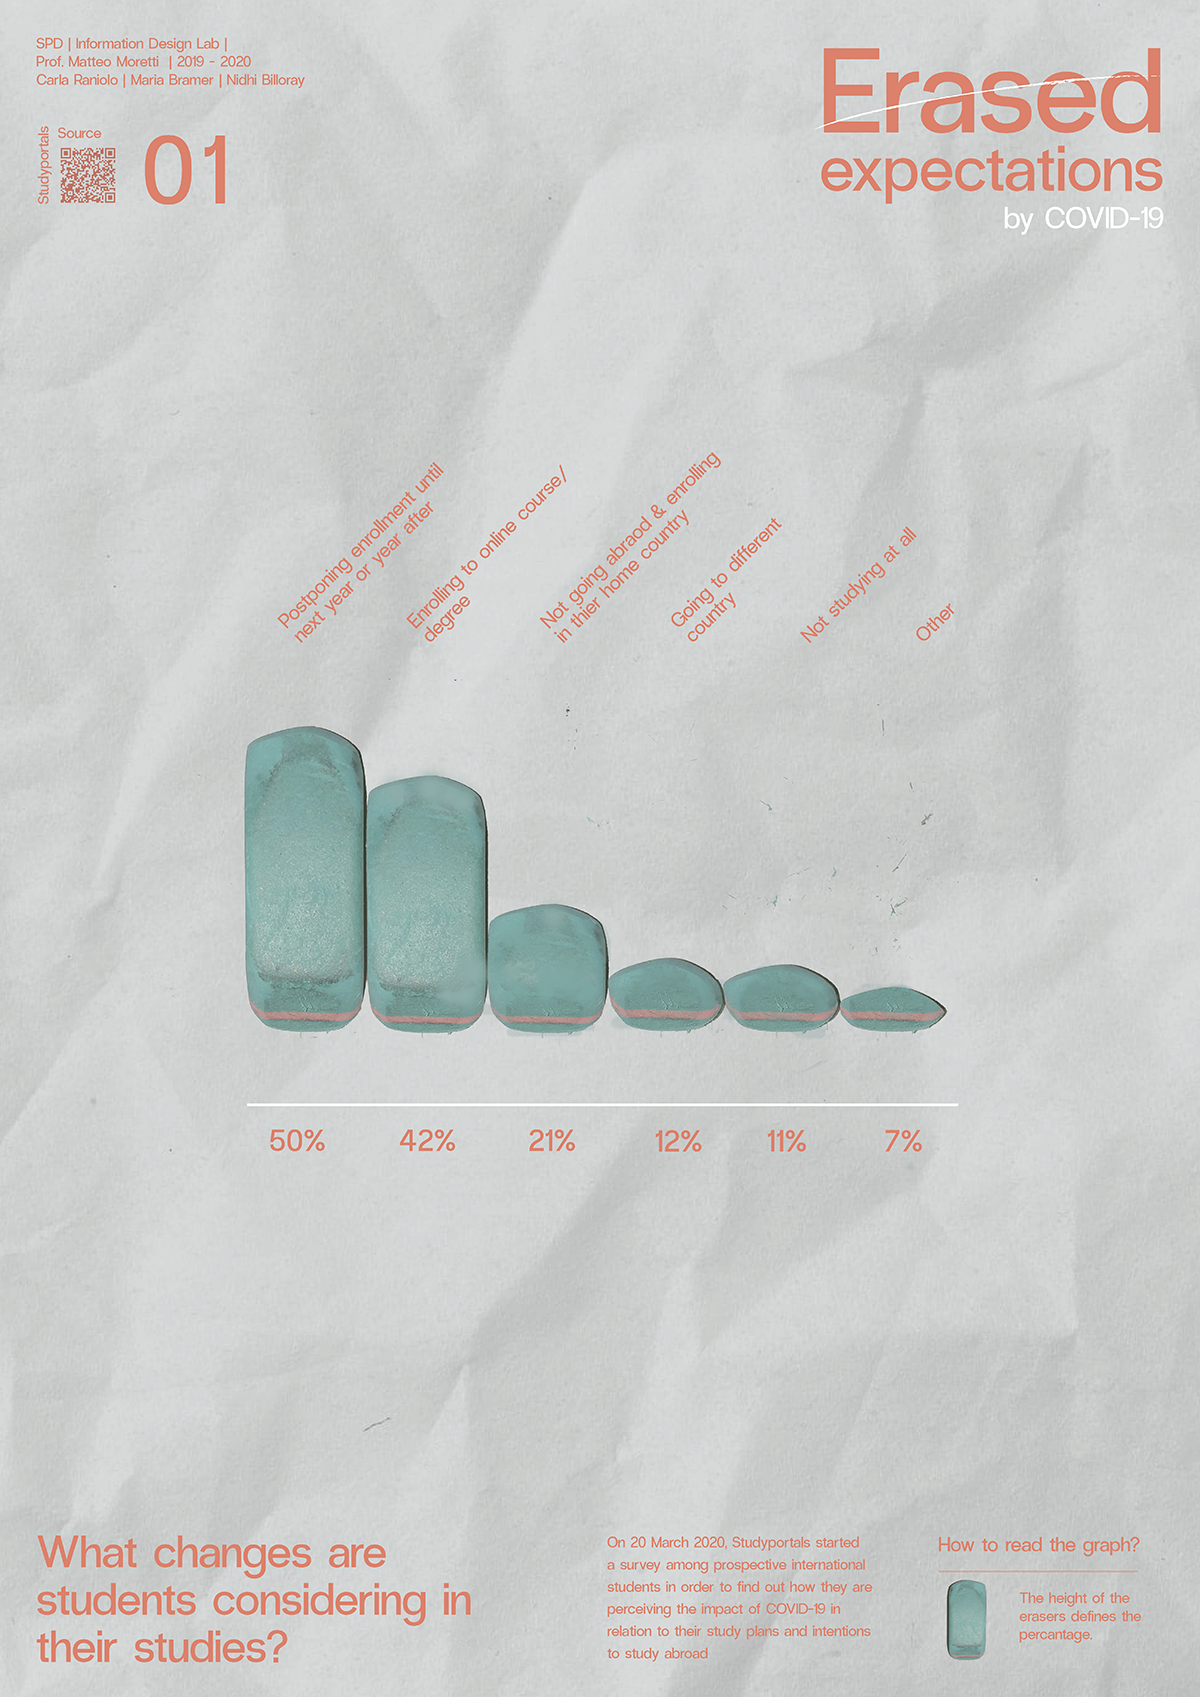 SPD | Information Design Lab |
Prof. Matteo Moretti | 2019 - 2020
Carla Raniolo | Maria Bramer | Nidhi Billoray
Studyportals
Source
01
Erased
expectations
by COVID-19
Postponing enrollment until
next year or year after
Enrolling to online course/
degree
Not going abraod & enrolling
in thier home country
Going to different
country
Not studying at all
Other
50%
42%
21%
12%
11%
7%
What changes are
students considering in
their studies?
On 20 March 2020, Studyportals started
a survey among prospective international
students in order to find out how they are
perceiving the impact of COVID-19 in
relation to their study plans and intentions
to study abroad
How to read the graph?
The height of the
erasers defines the
percantage.